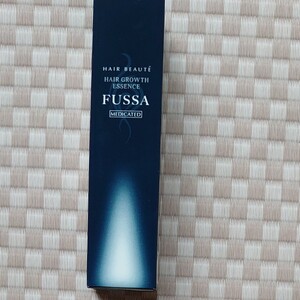 HAIR BEAUTÉ
HAIR GROWTH
ESSENCE
FUSSA
MEDICATED